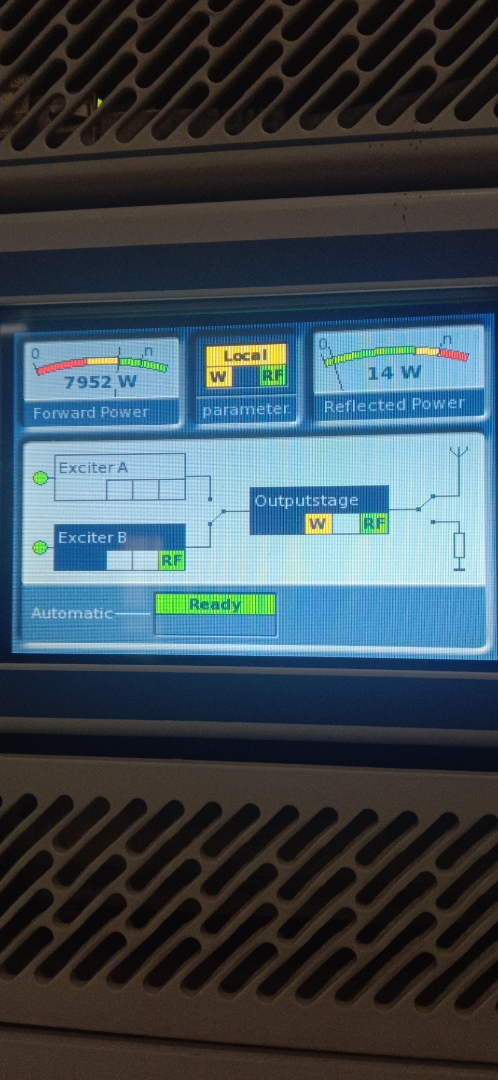 0 n
7952 W
Forward Power
Local
W RF
parameter
0 n
14 W
Reflected Power
Exciter A
Exciter B
RF
Outputstage
W RF
Automatic
Ready